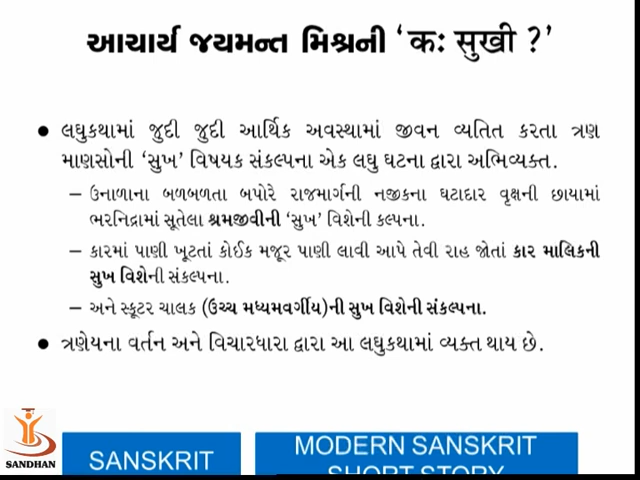 આચાર્ય જયમન્ત મિશ્રની ‘ कः सुखी ?’
• લઘુકથામાં જુદી જુદી આર્થિક અવસ્થામાં જીવન વ્યતિત કરતા ત્રણ
માણસોની ‘સુખ’ વિષયક સંકલ્પના એક લઘુ ઘટના દ્વારા અભિવ્યક્ત.
– ઉનાળાના બળબળતા બપોરે રાજમાર્ગની નજીકના ઘટાદાર વૃક્ષની છાયામાં
ભરનિદ્રામાં સૂતેલા શ્રમજીવીની ‘સુખ’ વિશેની કલ્પના.
– કારમાં પાણી ખૂટતાં કોઈક મજૂર પાણી લાવી આપે તેવી રાહ જોતાં કાર માલિકની
સુખ વિશેની સંકલ્પના.
– અને સ્કૂટર ચાલક (ઉચ્ચ મધ્યમવર્ગીય)ની સુખ વિશેની સંકલ્પના.
• ત્રણેયના વર્તન અને વિચારધારા દ્વારા આ લઘુકથામાં વ્યક્ત થાય છે.
SANDHAN
SANSKRIT
MODERN SANSKRIT
SHORT STORY